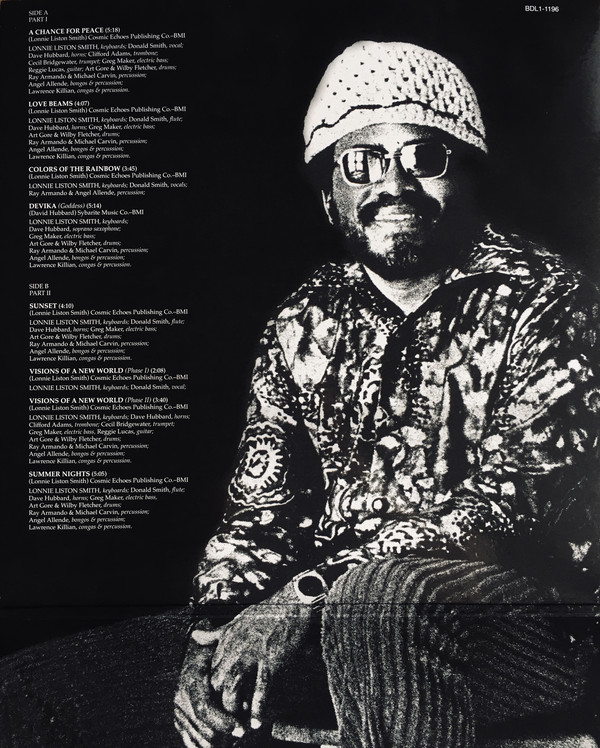 BDL1-1196
SIDE A
PART I
A CHANCE FOR PEACE (5:18)
(Lonnie Liston Smith) Cosmic Echoes Publishing Co.–BMI
LONNIE LISTON SMITH, keyboards; Donald Smith, vocal;
Dave Hubbard, horns; Clifford Adams, trombone;
Cecil Bridgewater, trumpet; Greg Maker, electric bass;
Reggie Lucas, guitar; Art Gore & Wilby Fletcher, drums;
Ray Armando & Michael Carvin, percussion;
Angel Allende, bongos & percussion;
Lawrence Killian, congas & percussion.
LOVE BEAMS (4:07)
(Lonnie Liston Smith) Cosmic Echoes Publishing Co.–BMI
LONNIE LISTON SMITH, keyboards; Donald Smith, flute;
Dave Hubbard, horns; Greg Maker, electric bass;
Art Gore & Wilby Fletcher, drums;
Ray Armando & Michael Carvin, percussion;
Angel Allende, bongos & percussion;
Lawrence Killian, congas & percussion.
COLORS OF THE RAINBOW (3:45)
(Lonnie Liston Smith) Cosmic Echoes Publishing Co.–BMI
LONNIE LISTON SMITH, keyboards; Donald Smith, vocals;
Ray Armando & Angel Allende, percussion;
DEVIKA (Goddess) (5:14)
(David Hubbard) Sybarite Music Co.–BMI
LONNIE LISTON SMITH, keyboards;
Dave Hubbard, soprano saxophone;
Greg Maker, electric bass;
Art Gore & Wilby Fletcher, drums;
Ray Armando & Michael Carvin, percussion;
Angel Allende, bongos & percussion;
Lawrence Killian, congas & percussion.
SIDE B
PART II
SUNSET (4:10)
(Lonnie Liston Smith) Cosmic Echoes Publishing Co.–BMI
LONNIE LISTON SMITH, keyboards; Donald Smith, flute;
Dave Hubbard, horns; Greg Maker, electric bass;
Art Gore & Wilby Fletcher, drums;
Ray Armando & Michael Carvin, percussion;
Angel Allende, bongos & percussion;
Lawrence Killian, congas & percussion.
VISIONS OF A NEW WORLD (Phase I) (2:08)
(Lonnie Liston Smith) Cosmic Echoes Publishing Co.–BMI
LONNIE LISTON SMITH, keyboards; Donald Smith, vocal;
VISIONS OF A NEW WORLD (Phase II) (3:40)
(Lonnie Liston Smith) Cosmic Echoes Publishing Co.–BMI
LONNIE LISTON SMITH, keyboards; Dave Hubbard, horns;
Clifford Adams, trombone; Cecil Bridgewater, trumpet;
Greg Maker, electric bass, Reggie Lucas, guitar;
Art Gore & Wilby Fletcher, drums;
Ray Armando & Michael Carvin, percussion;
Angel Allende, bongos & percussion;
Lawrence Killian, congas & percussion.
SUMMER NIGHTS (5:05)
(Lonnie Liston Smith) Cosmic Echoes Publishing Co.–BMI
LONNIE LISTON SMITH, keyboards; Donald Smith, flute;
Dave Hubbard, horns; Greg Maker, electric bass.
Art Gore & Wilby Fletcher, drums;
Ray Armando & Michael Carvin, percussion;
Angel Allende, bongos & percussion;
Lawrence Killian, congas & percussion.